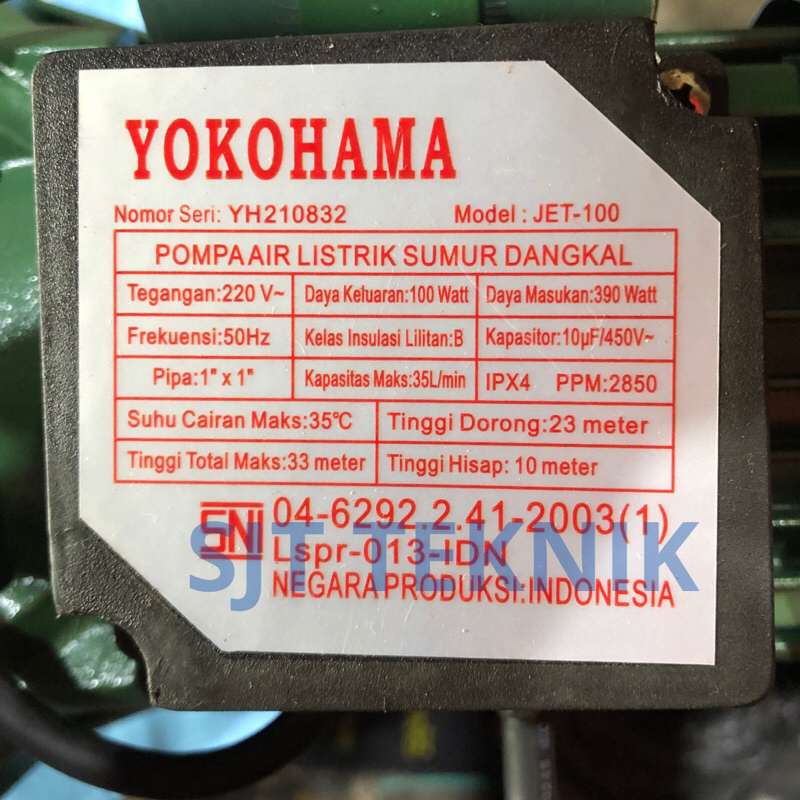 YOKOHAMA
Nomor Seri: YH210832 Model : JET-100
POMPA AIR LISTRIK SUMUR DANGKAL
Tegangan:220 V~ Daya Keluaran:100 Watt Daya Masukan:390 Watt
Frekuensi:50Hz Kelas Insulasi Lilitan:B Kapasitor:10µF/450V~
Pipa:1" x 1" Kapasitas Maks:35L/min IPX4 PPM:2850
Suhu Cairan Maks:35℃ Tinggi Dorong:23 meter
Tinggi Total Maks:33 meter Tinggi Hisap: 10 meter
SNI 04-6292.2.41-2003(1)
Lspr-013-IDN
SJT TEKNIK
NEGARA PRODUKSI:INDONESIA